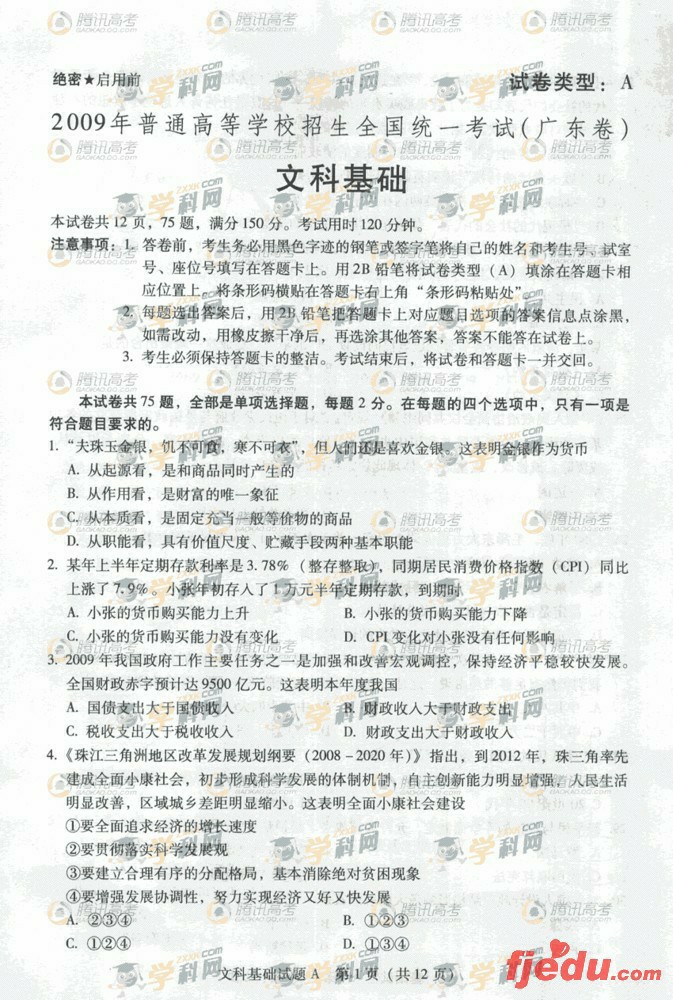 绝密★启用前
试卷类型：A
2009年普通高等学校招生全国统一考试(广东卷)
文科基础
本试卷共12页，75题，满分150分。考试用时120分钟。
注意事项：1. 答卷前，考生务必用黑色字迹的钢笔或签字笔将自己的姓名和考生号、试室
号、座位号填写在答题卡上。用2B铅笔将试卷类型（A）填涂在答题卡相
应位置上。将条形码横贴在答题卡右上角“条形码粘贴处”
2. 每题选出答案后，用2B铅笔把答题卡上对应题目选项的答案信息点涂黑，
如需改动，用橡皮擦干净后，再选涂其他答案，答案不能答在试卷上。
3. 考生必须保持答题卡的整洁。考试结束后，将试卷和答题卡一并交回。
本试卷共75题，全部是单项选择题，每题2分。在每题的四个选项中，只有一项是
符合题目要求的。
1. “夫珠玉金银，饥不可食，寒不可衣”，但人们还是喜欢金银。这表明金银作为货币
A. 从起源看，是和商品同时产生的
B. 从作用看，是财富的唯一象征
C. 从本质看，是固定充当一般等价物的商品
D. 从职能看，具有价值尺度、贮藏手段两种基本职能
2. 某年上半年定期存款利率是3.78%（整存整取），同期居民消费价格指数（CPI）同比
上涨了7.9%。小张年初存入了1万元半年定期存款，到期时
A. 小张的货币购买能力上升 B. 小张的货币购买能力下降
C. 小张的货币购买能力没有变化 D. CPI变化对小张没有任何影响
3. 2009年我国政府工作主要任务之一是加强和改善宏观调控，保持经济平稳较快发展。
全国财政赤字预计达9500亿元。这表明本年度我国
A. 国债支出大于国债收入 B. 财政收入大于财政支出
C. 税收支出大于税收收入 D. 财政支出大于财政收入
4.《珠江三角洲地区改革发展规划纲要（2008－2020年）》指出，到2012年，珠三角率先
建成全面小康社会，初步形成科学发展的体制机制，自主创新能力明显增强，人民生活
明显改善，区域城乡差距明显缩小。这表明全面小康社会建设
①要全面追求经济的增长速度
②要贯彻落实科学发展观
③要建立合理有序的分配格局，基本消除绝对贫困现象
④要增强发展协调性，努力实现经济又好又快发展
A. ②③④ B. ①②③
C. ①②④ D. ①③④
文科基础试题A 第1页（共12页）
fjedu.com